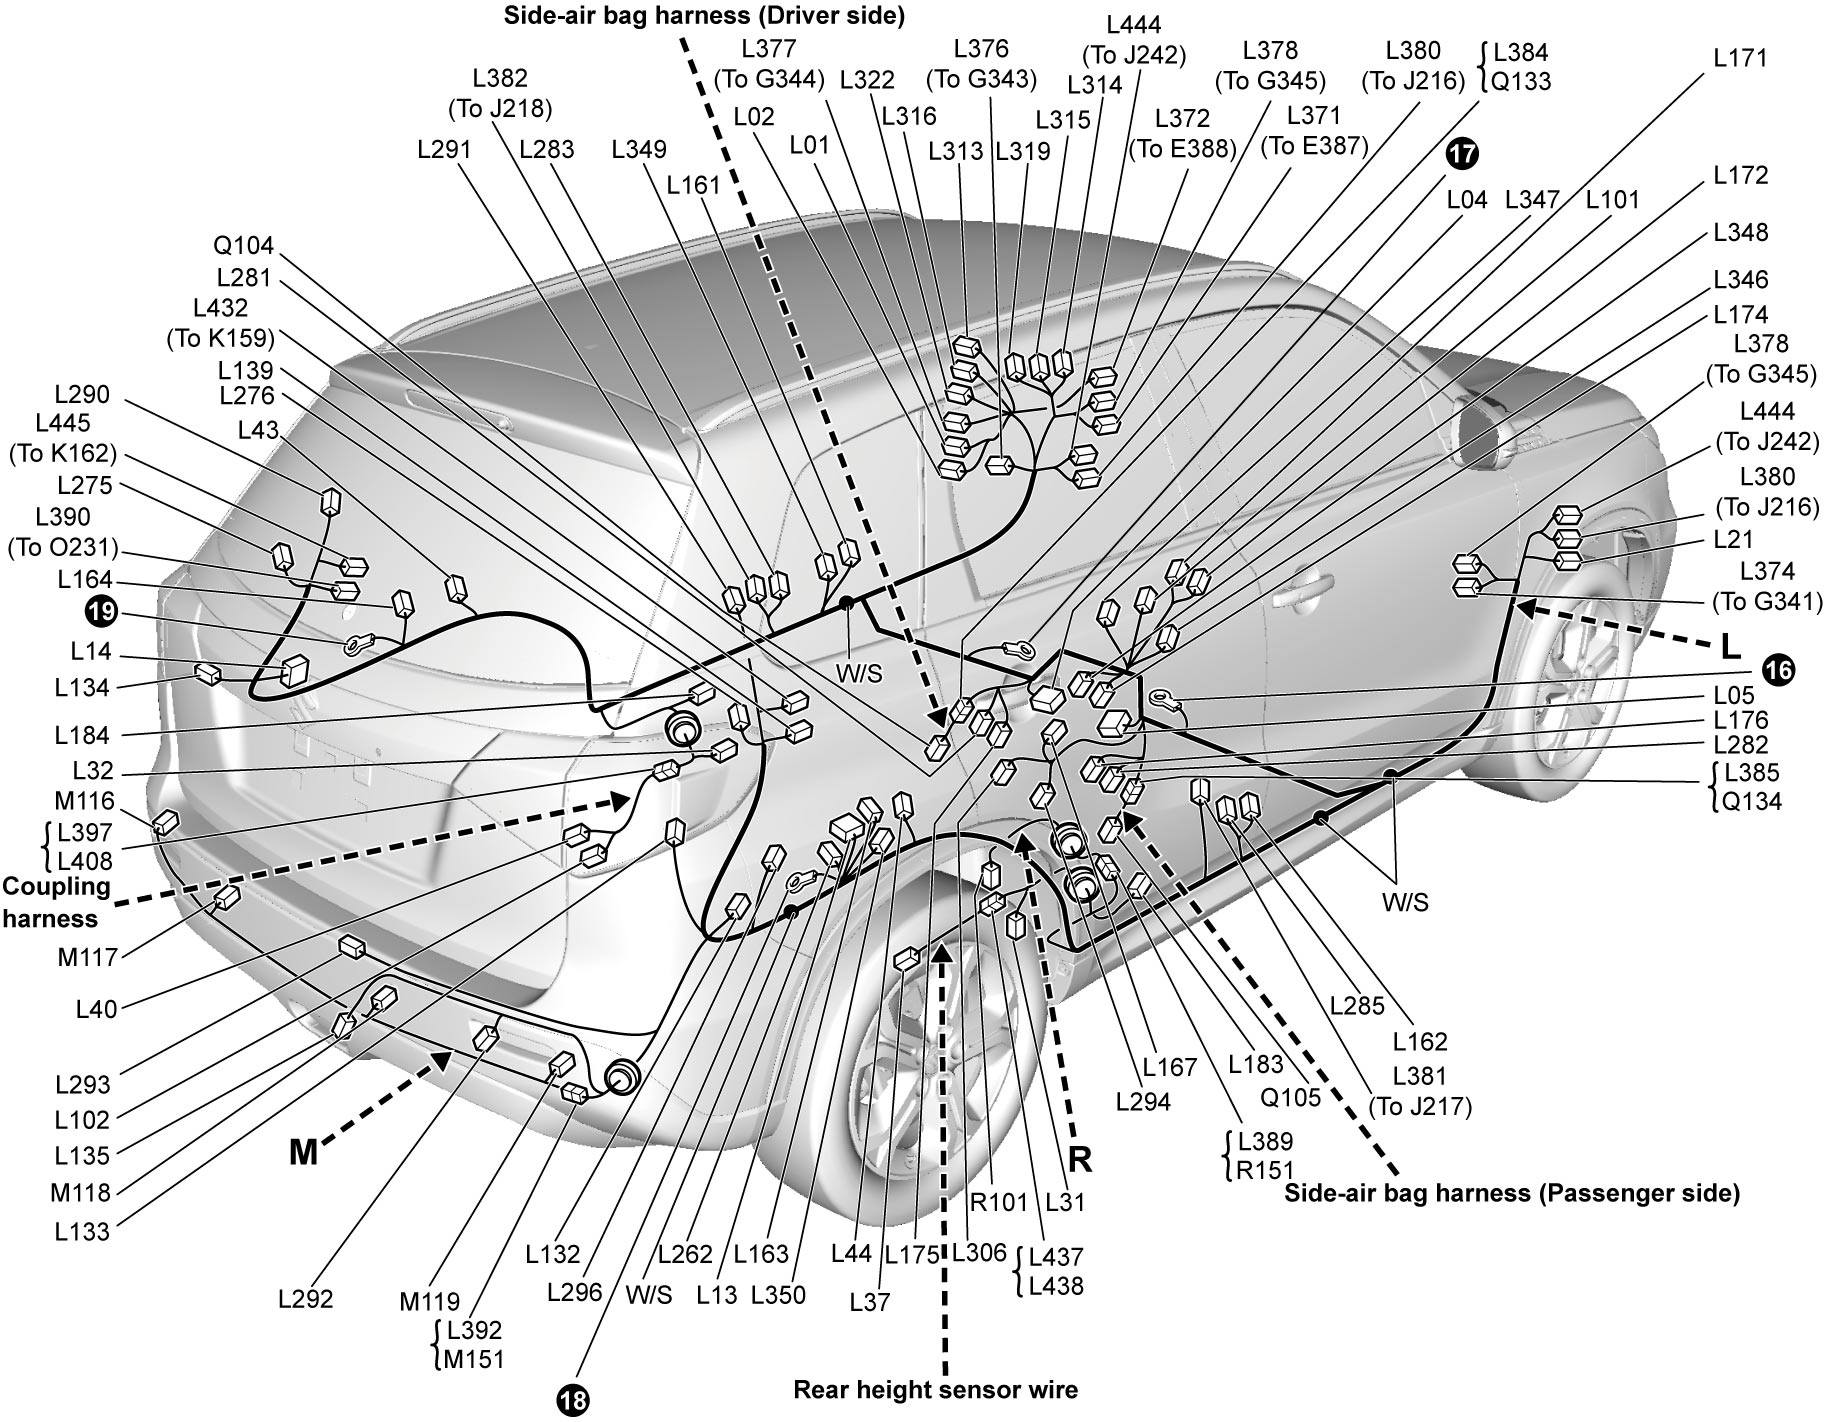 Side-air bag harness (Driver side)
L444
(To J242)
L377
(To G344)
L376
(To G343)
L378
(To G345)
L380
(To J216)
L384
Q133
L171
L382
(To J218)
L322
L314
L02
L316
L315
L372
(To E388)
L371
(To E387)
17
L291
L283
L349
L01
L313
L319
L161
L172
L04
L347
L101
L348
Q104
L281
L346
L432
(To K159)
L174
L139
L378
(To G345)
L276
L290
L445
(To K162)
L43
L444
(To J242)
L275
L380
(To J216)
L390
(To O231)
L21
L164
L374
(To G341)
19
L14
L
L134
W/S
16
L05
L184
L176
L32
L282
M116
L385
Q134
L397
L408
Coupling
harness
W/S
M117
L40
L285
L162
L293
L167
L183
L381
(To J217)
L102
L294
Q105
L135
M
R
L389
R151
M118
Side-air bag harness (Passenger side)
L133
R101
L31
L132
L262
L163
L44
L175
L306
L437
L438
L292
M119
L296
W/S
L13
L350
L37
L392
M151
18
Rear height sensor wire